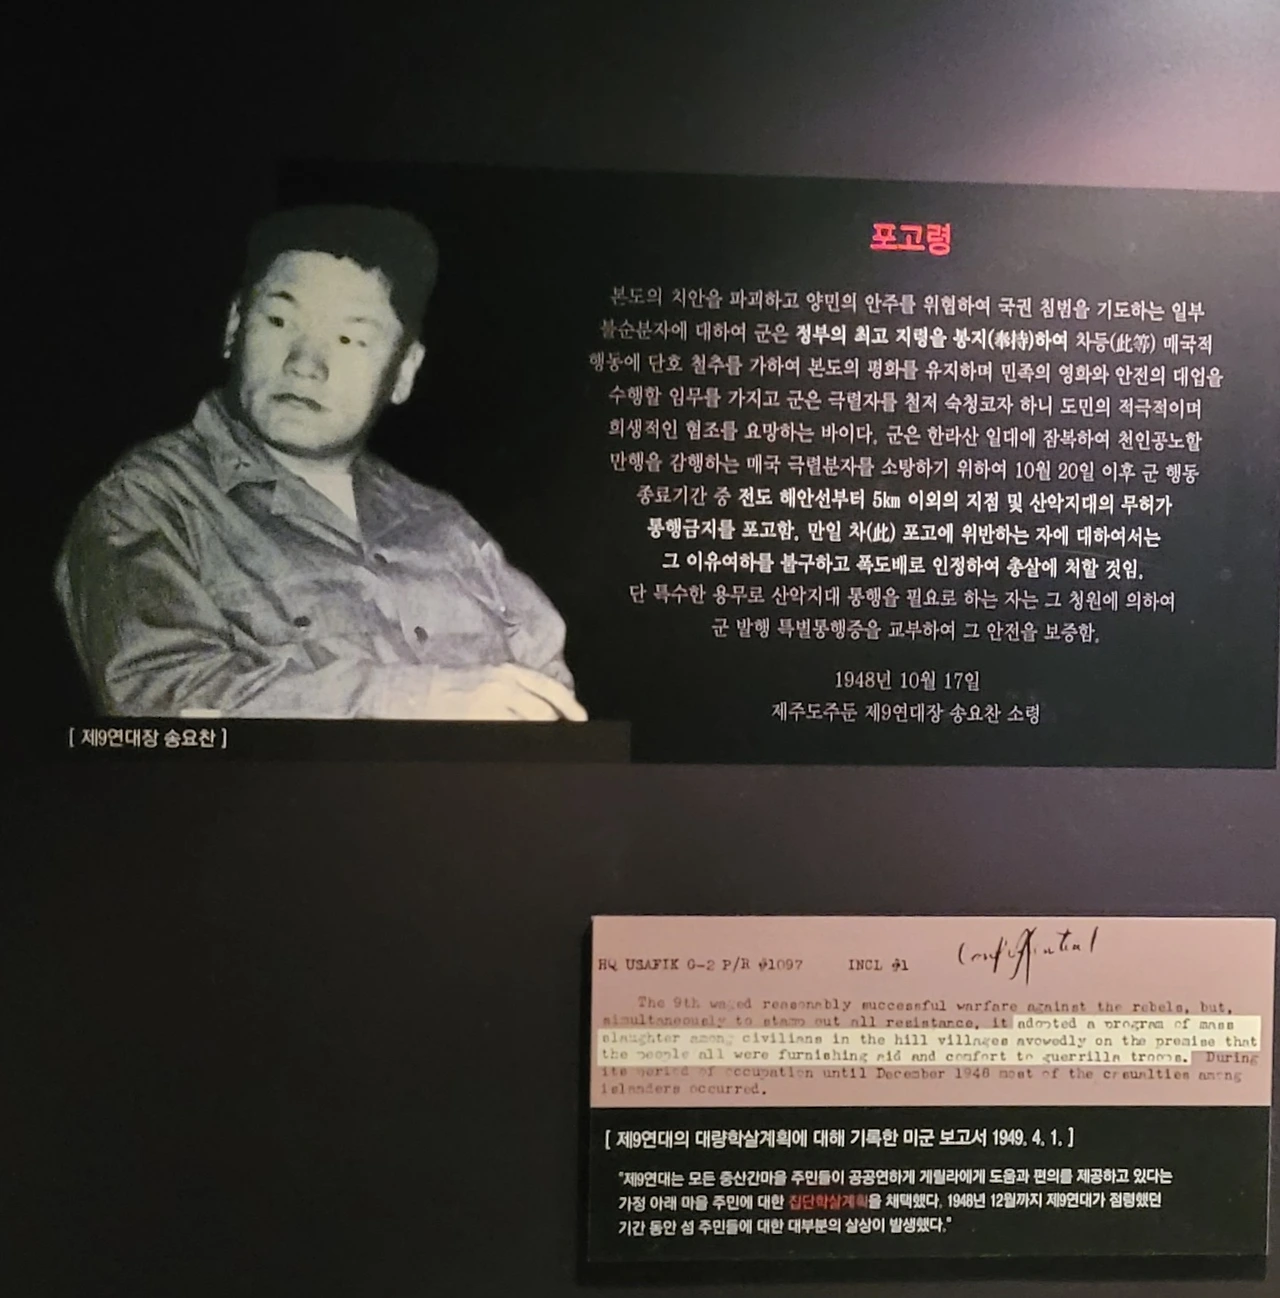 포고령
본도의 치안을 파괴하고 양민의 안주를 위협하여 국권 침범을 기도하는 일부
불순분자에 대하여 군은 정부의 최고 지령을 봉지(奉持)하여 차등(此等) 매국적
행동에 단호 철추를 가하여 본도의 평화를 유지하며 민족의 영화와 안전의 대업을
수행할 임무를 가지고 군은 극렬자를 철저 숙청코자 하니 도민의 적극적이며
희생적인 협조를 요망하는 바이다. 군은 한라산 일대에 잠복하여 천인공노할
만행을 감행하는 매국 극렬분자를 소탕하기 위하여 10월 20일 이후 군 행동
종료기간 중 전도 해안선부터 5km 이외의 지점 및 산악지대의 무허가
통행금지를 포고함. 만일 차(此) 포고에 위반하는 자에 대하여서는
그 이유여하를 불구하고 폭도배로 인정하여 총살에 처할 것임.
단 특수한 용무로 산악지대 통행을 필요로 하는 자는 그 청원에 의하여
군 발행 특별통행증을 교부하여 그 안전을 보증함.
1948년 10월 17일
제주도주둔 제9연대장 송요찬 소령
[ 제9연대장 송요찬 ]
HQ USAFIK G-2 P/R #1097 INCL #1 Confidential
The 9th waged reasonably successful warfare against the rebels, but,
simultaneously to stamp out all resistance, it adopted a program of mass
slaughter among civilians in the hill villages avowedly on the premise that
the people all were furnishing aid and comfort to guerrilla troops. During
its period of occupation until December 1948 most of the casualties among
islanders occurred.
[ 제9연대의 대량학살계획에 대해 기록한 미군 보고서 1949. 4. 1. ]
"제9연대는 모든 중산간마을 주민들이 공공연하게 게릴라에게 도움과 편의를 제공하고 있다는
가정 아래 마을 주민에 대한 집단학살계획을 채택했다. 1948년 12월까지 제9연대가 점령했던
기간 동안 섬 주민들에 대한 대부분의 살상이 발생했다."